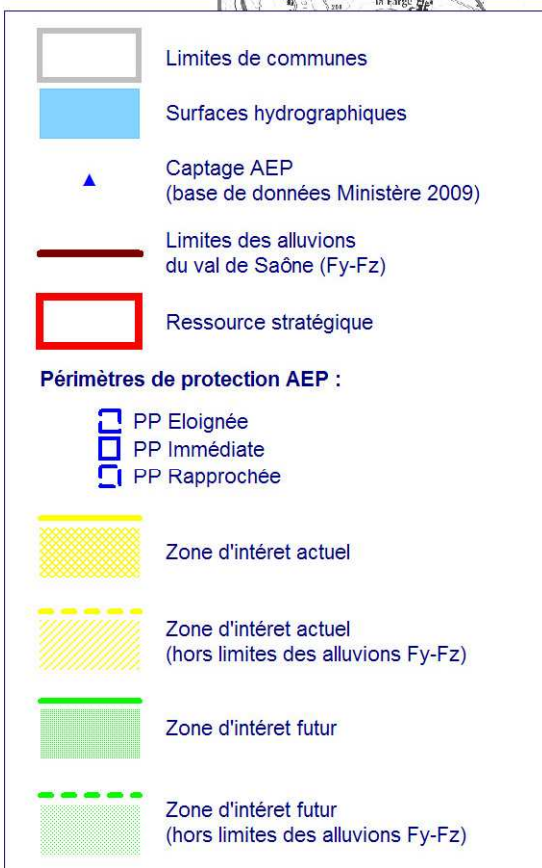 la Farge
Limites de communes
Surfaces hydrographiques
Captage AEP
(base de données Ministère 2009)
Limites des alluvions
du val de Saône (Fy-Fz)
Ressource stratégique
Périmètres de protection AEP :
PP Eloignée
PP Immédiate
PP Rapprochée
Zone d'intéret actuel
Zone d'intéret actuel
(hors limites des alluvions Fy-Fz)
Zone d'intéret futur
Zone d'intéret futur
(hors limites des alluvions Fy-Fz)